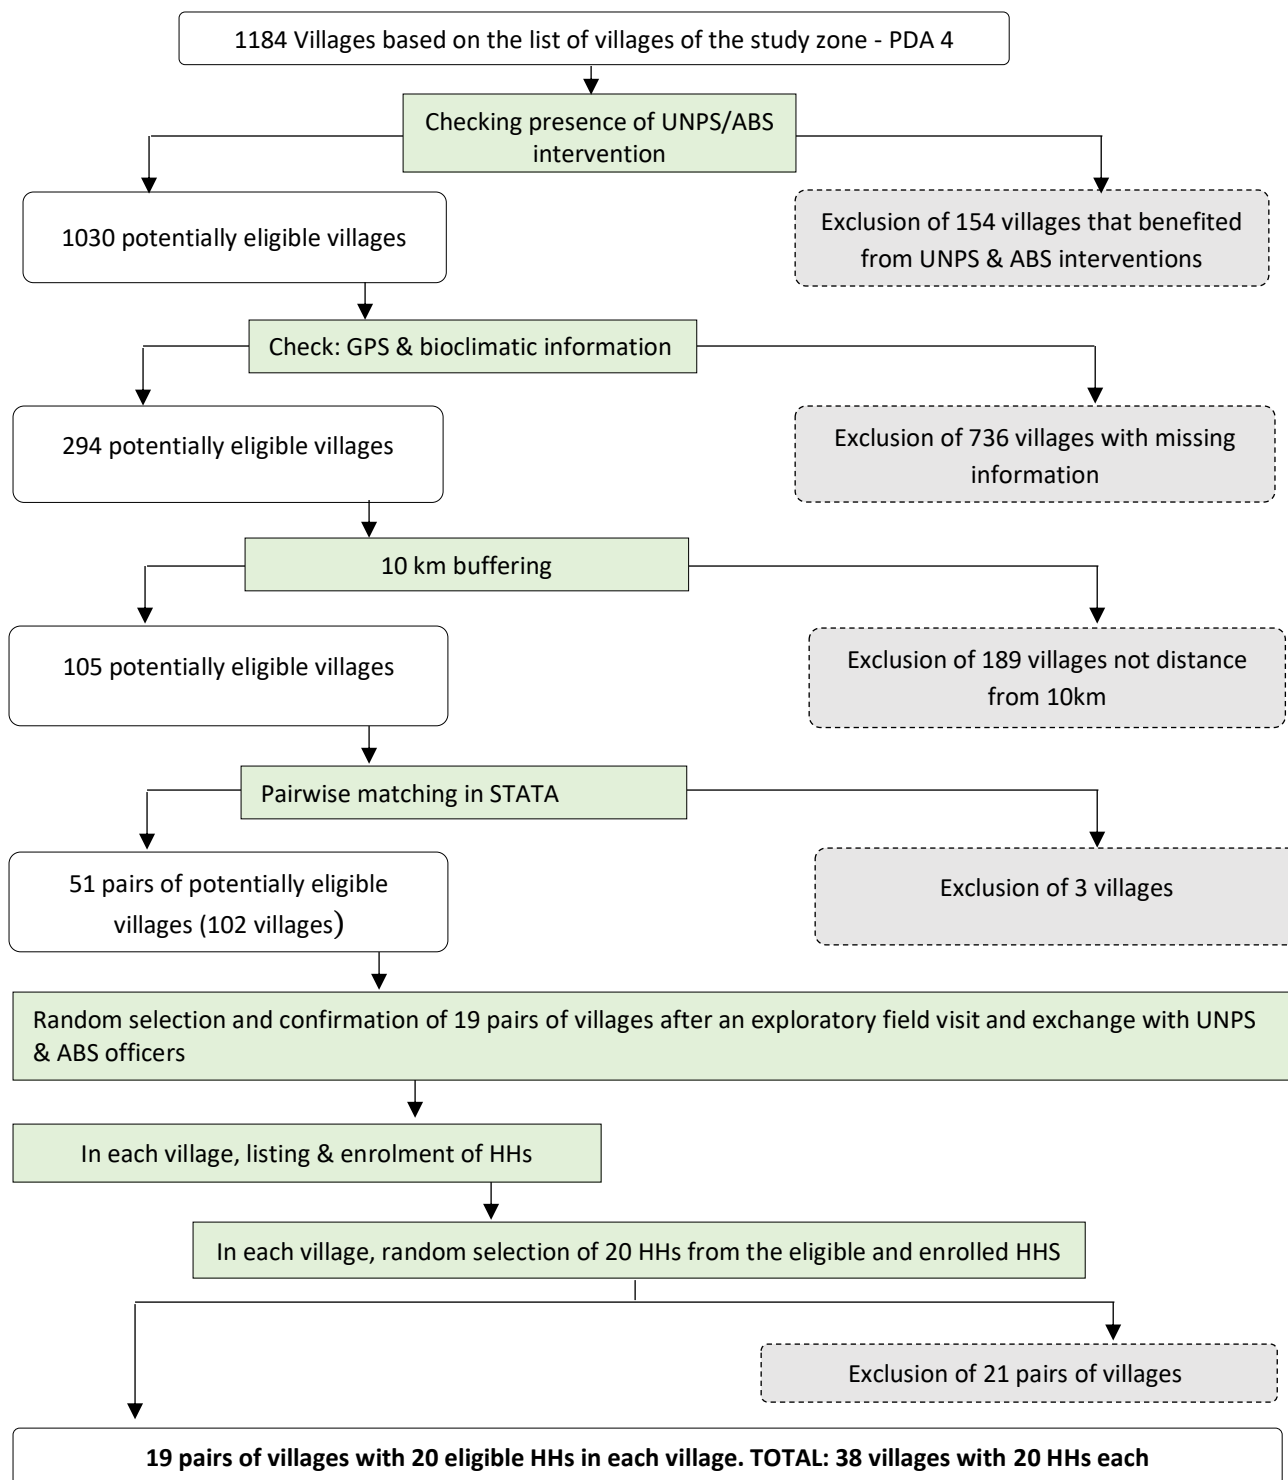 1184 Villages based on the list of villages of the study zone - PDA 4
Checking presence of UNPS/ABS
intervention
1030 potentially eligible villages
Exclusion of 154 villages that benefited
from UNPS & ABS interventions
Check: GPS & bioclimatic information
294 potentially eligible villages
Exclusion of 736 villages with missing
information
10 km buffering
105 potentially eligible villages
Exclusion of 189 villages not distance
from 10km
Pairwise matching in STATA
51 pairs of potentially eligible
villages (102 villages)
Exclusion of 3 villages
Random selection and confirmation of 19 pairs of villages after an exploratory field visit and exchange with UNPS
& ABS officers
In each village, listing & enrolment of HHs
In each village, random selection of 20 HHs from the eligible and enrolled HHS
Exclusion of 21 pairs of villages
19 pairs of villages with 20 eligible HHs in each village. TOTAL: 38 villages with 20 HHs each